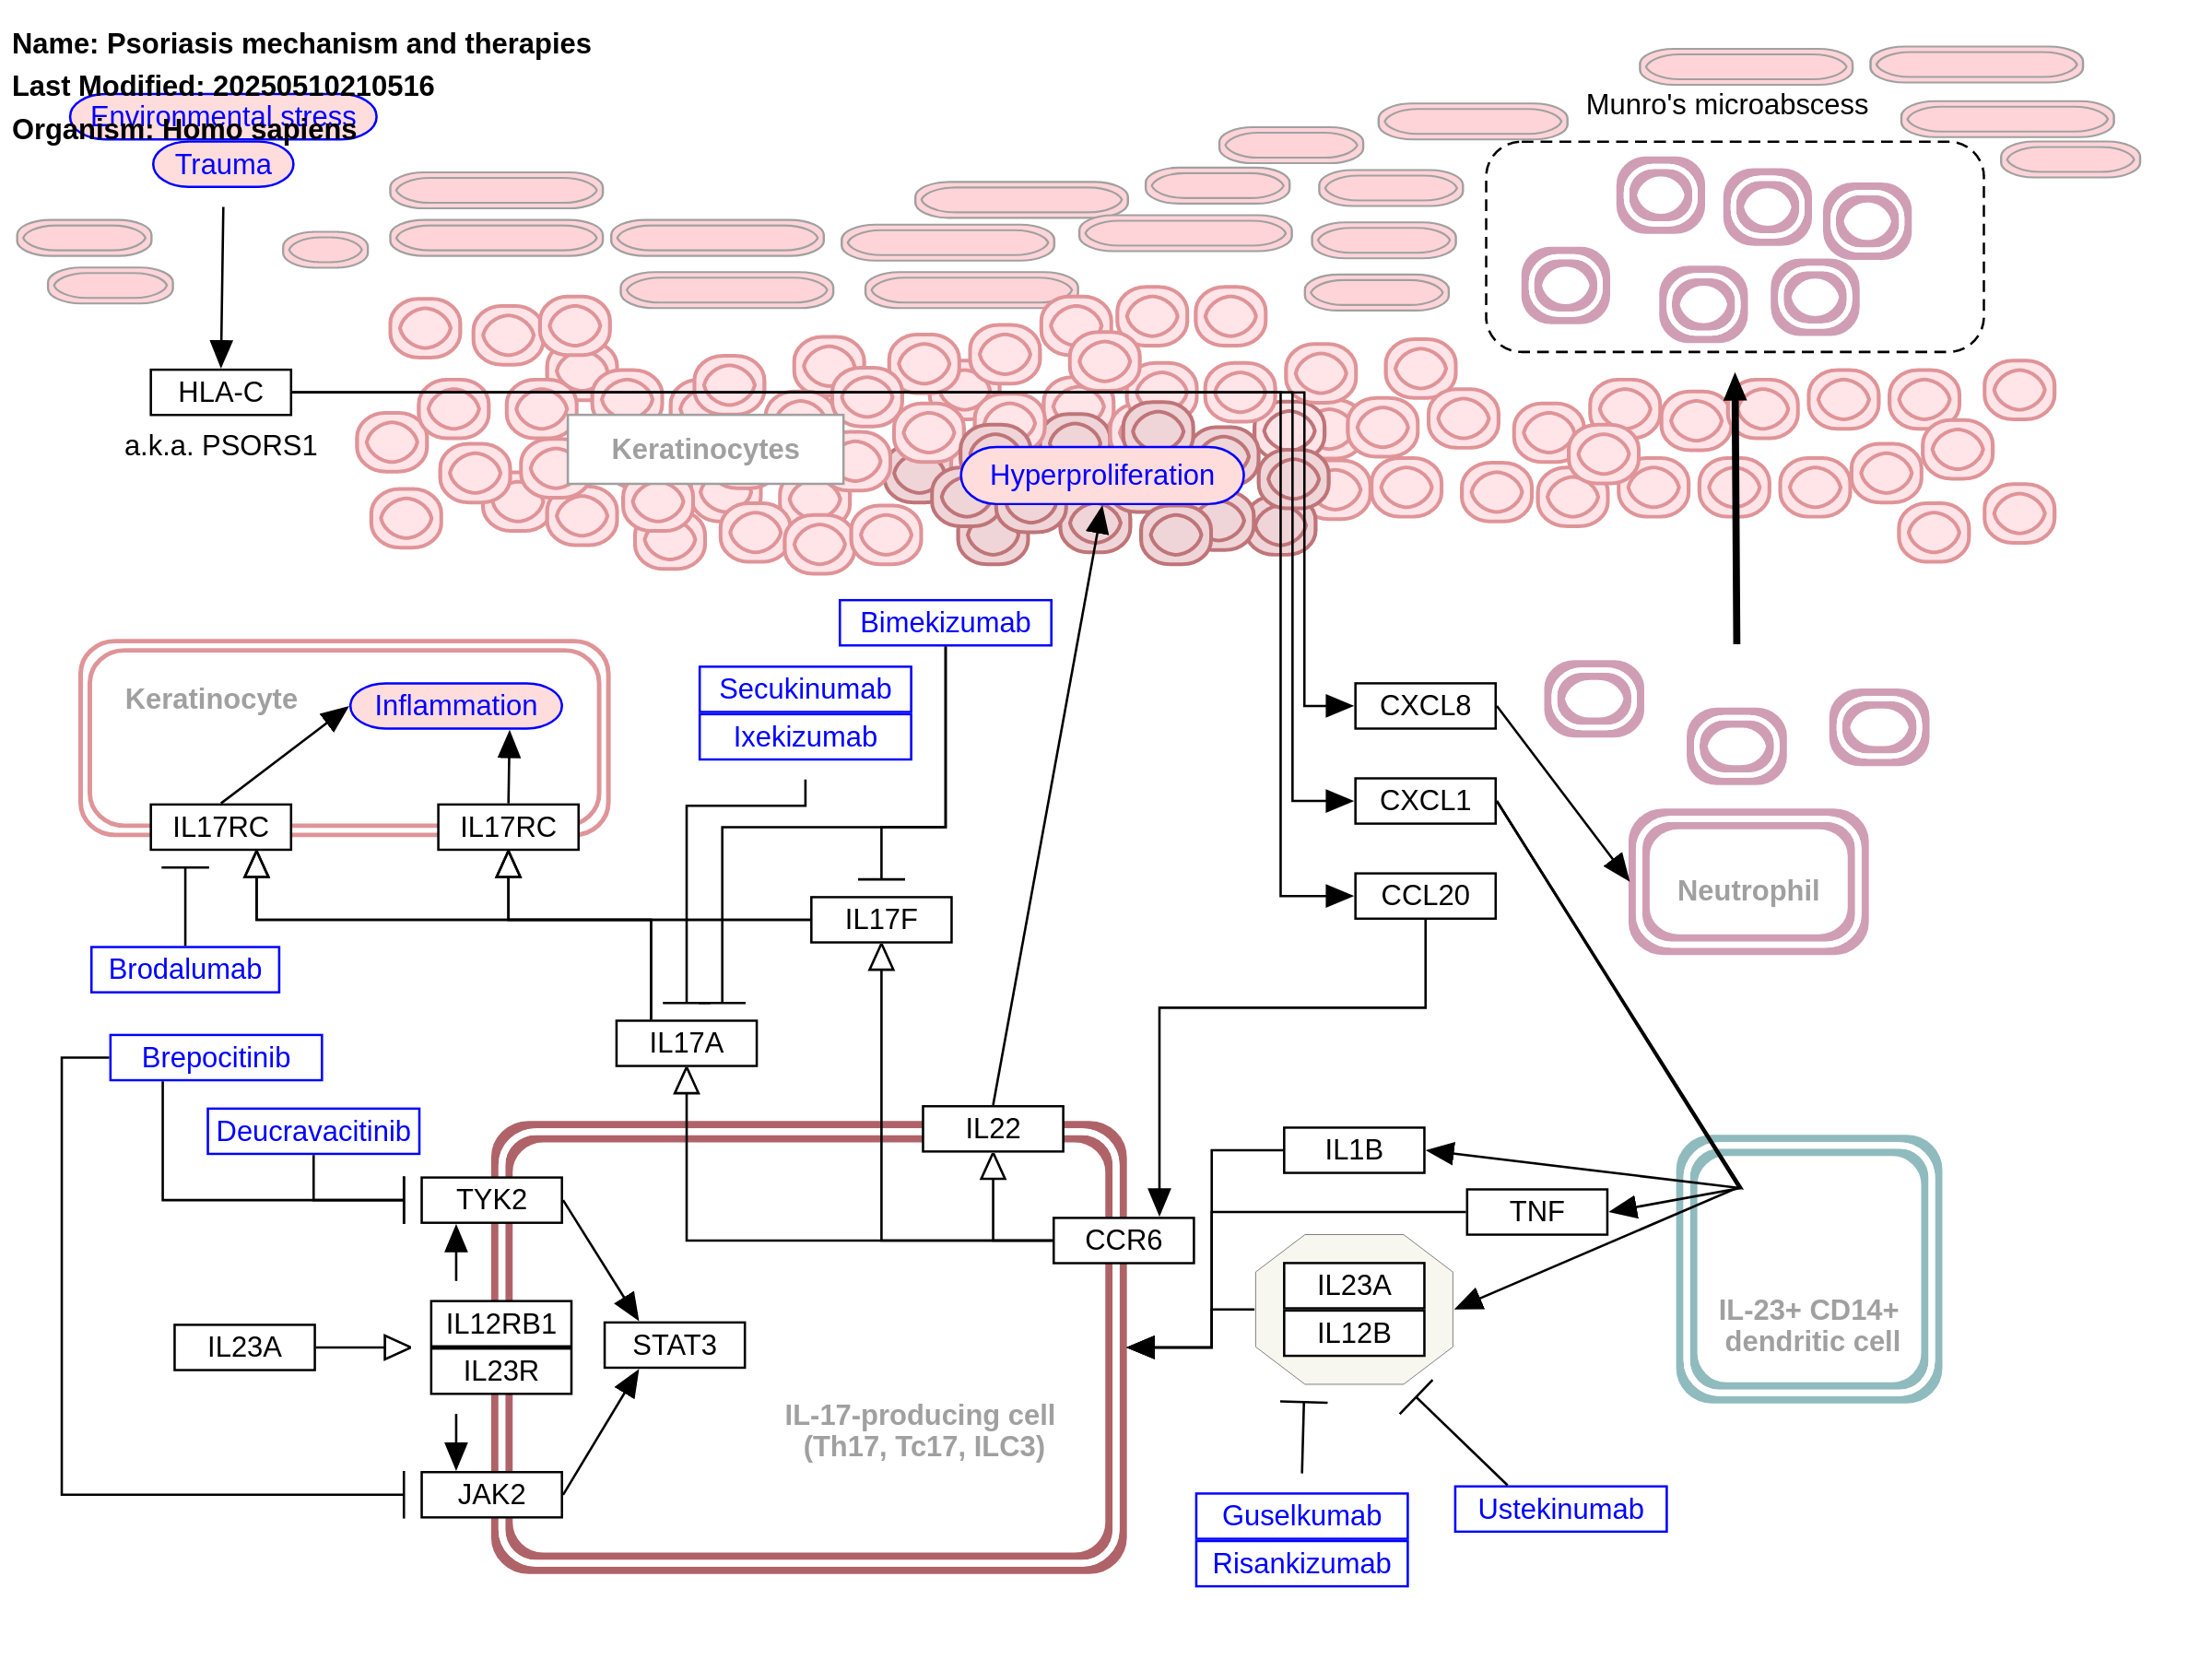 Name: Psoriasis mechanism and therapies
Last Modified: 20250510210516
Environmental stress
Organism: Homo sapiens
Trauma
Munro's microabscess
HLA-C
a.k.a. PSORS1
Keratinocytes
Hyperproliferation
Bimekizumab
Secukinumab
Ixekizumab
Keratinocyte
Inflammation
CXCL8
CXCL1
CCL20
Neutrophil
IL17RC
IL17RC
IL17F
Brodalumab
IL17A
Brepocitinib
Deucravacitinib
IL22
IL1B
TNF
TYK2
CCR6
IL23A
IL12B
IL-23+ CD14+
dendritic cell
IL12RB1
IL23R
IL23A
STAT3
IL-17-producing cell
(Th17, Tc17, ILC3)
JAK2
Guselkumab
Risankizumab
Ustekinumab